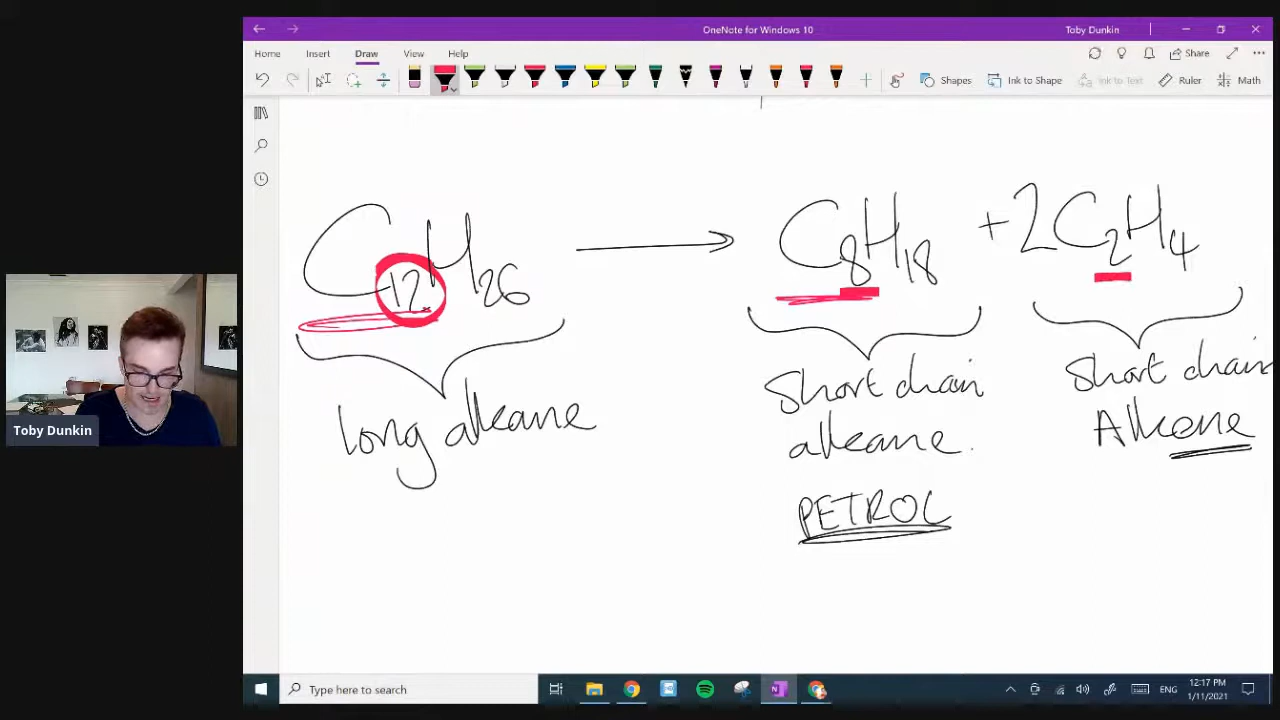 OneNote for Windows 10
Toby Dunkin
Home Insert Draw View Help
Share
Shapes Ink to Shape Ink to Text Ruler Math
C12H26 → C8H18 + 2C2H4
long alkane
short chain
alkane.
PETROL
short chain
Alkene
Toby Dunkin
Type here to search
ENG
12:17 PM
1/11/2021